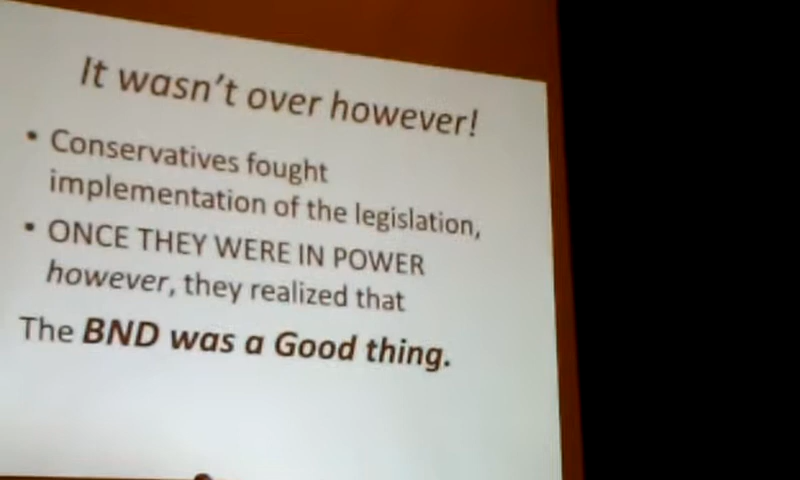 It wasn't over however!
• Conservatives fought
implementation of the legislation,
• ONCE THEY WERE IN POWER
however, they realized that
The BND was a Good thing.